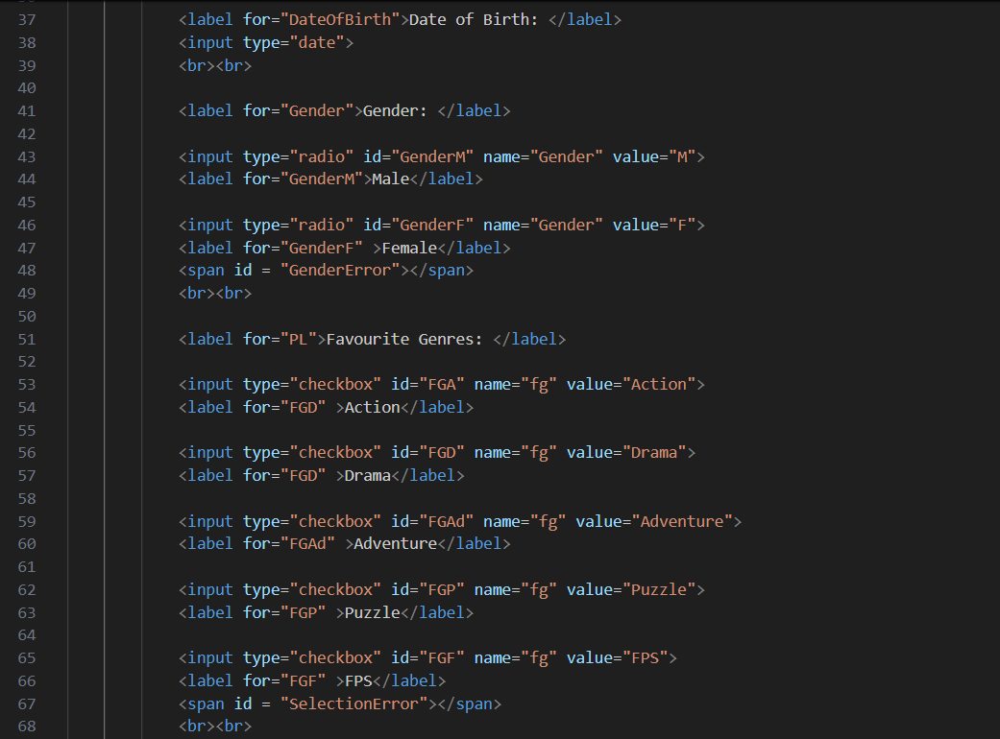 37 <label for="DateOfBirth">Date of Birth: </label>
38 <input type="date">
39 <br><br>
40
41 <label for="Gender">Gender: </label>
42
43 <input type="radio" id="GenderM" name="Gender" value="M">
44 <label for="GenderM">Male</label>
45
46 <input type="radio" id="GenderF" name="Gender" value="F">
47 <label for="GenderF" >Female</label>
48 <span id = "GenderError"></span>
49 <br><br>
50
51 <label for="PL">Favourite Genres: </label>
52
53 <input type="checkbox" id="FGA" name="fg" value="Action">
54 <label for="FGD" >Action</label>
55
56 <input type="checkbox" id="FGD" name="fg" value="Drama">
57 <label for="FGD" >Drama</label>
58
59 <input type="checkbox" id="FGAd" name="fg" value="Adventure">
60 <label for="FGAd" >Adventure</label>
61
62 <input type="checkbox" id="FGP" name="fg" value="Puzzle">
63 <label for="FGP" >Puzzle</label>
64
65 <input type="checkbox" id="FGF" name="fg" value="FPS">
66 <label for="FGF" >FPS</label>
67 <span id = "SelectionError"></span>
68 <br><br>